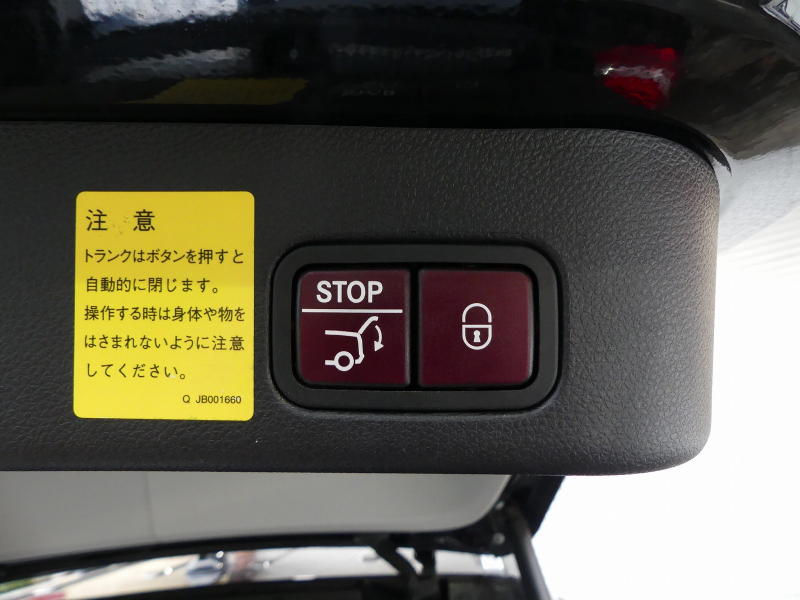 注 意
トランクはボタンを押すと
自動的に閉じます。
操作する時は身体や物を
はさまれないように注意
してください。
Q JB001660
STOP